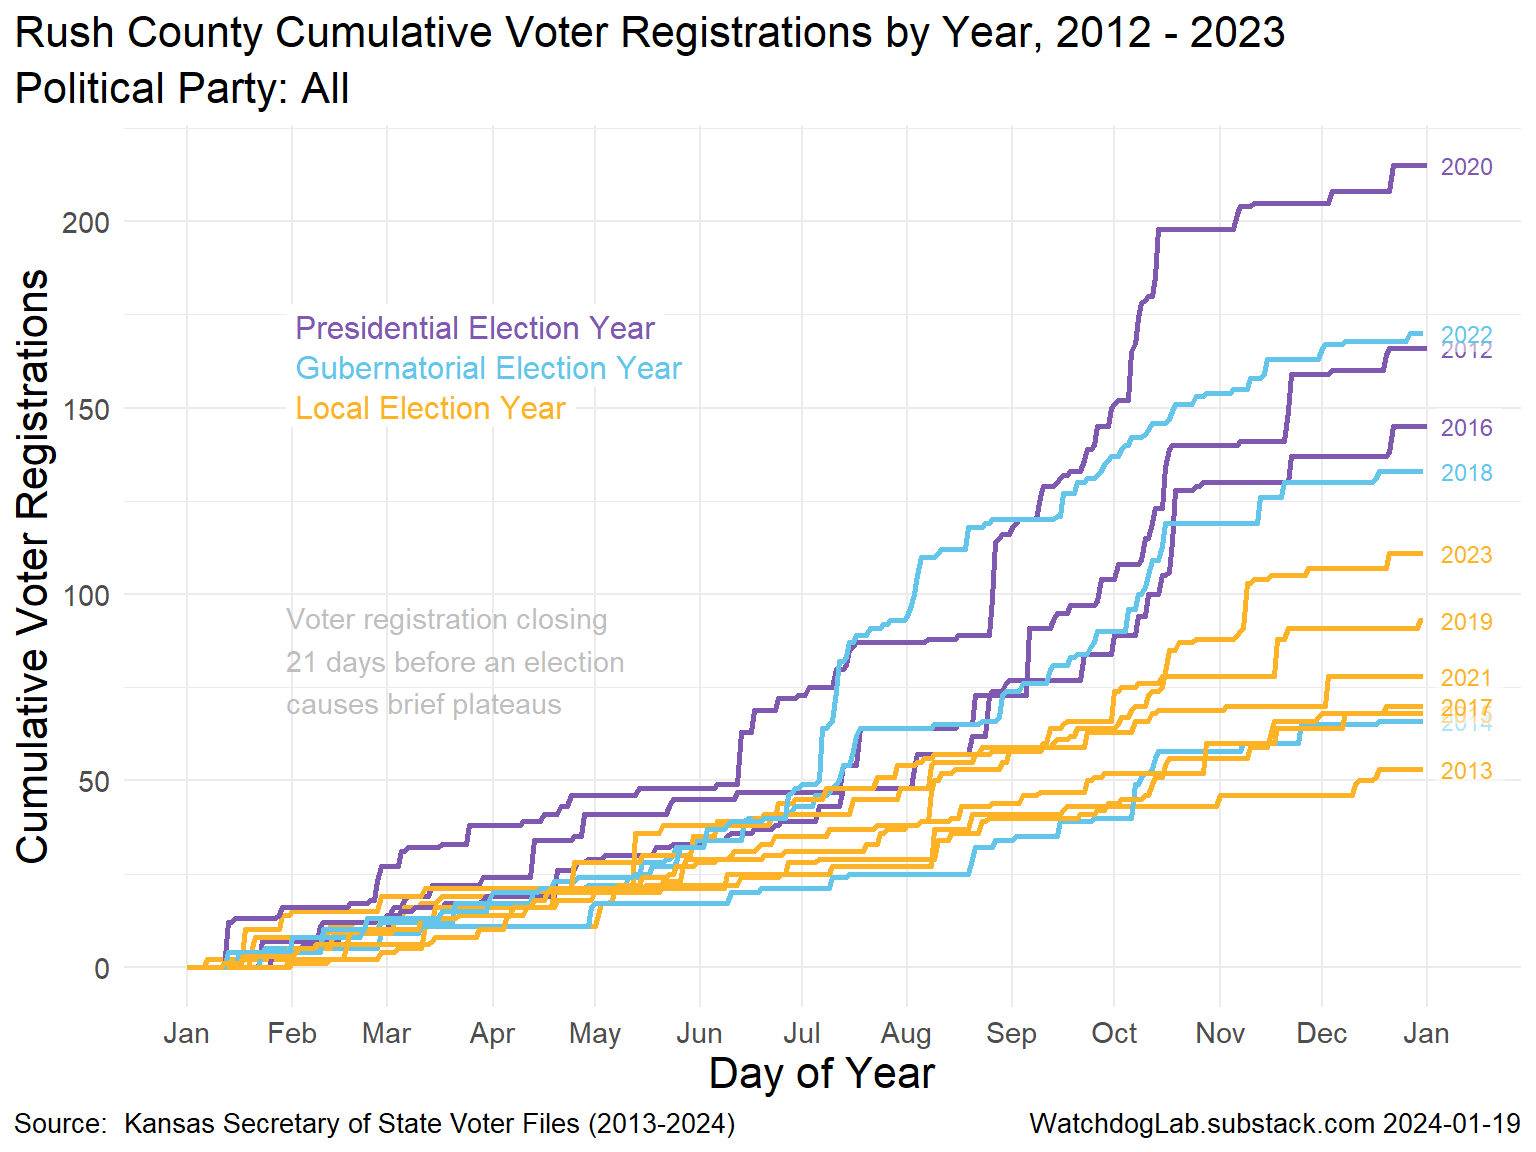 Rush County Cumulative Voter Registrations by Year, 2012 - 2023
Political Party: All
Cumulative Voter Registrations
200
150
100
50
0
Presidential Election Year
Gubernatorial Election Year
Local Election Year
Voter registration closing
21 days before an election
causes brief plateaus
2020
2022
2012
2016
2018
2023
2019
2021
2017
2014
2013
Jan Feb Mar Apr May Jun Jul Aug Sep Oct Nov Dec Jan
Day of Year
Source:  Kansas Secretary of State Voter Files (2013-2024)
WatchdogLab.substack.com 2024-01-19